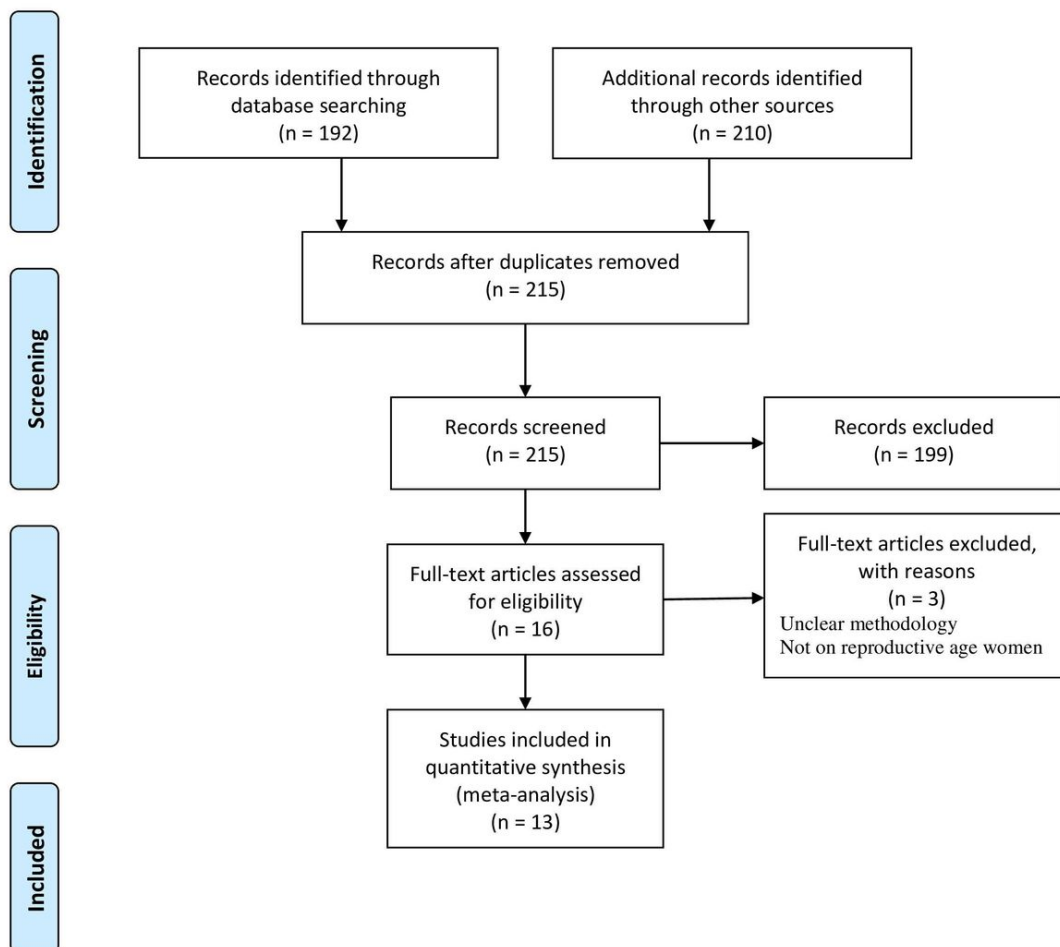 Identification
Records identified through
database searching
(n = 192)
Additional records identified
through other sources
(n = 210)
Records after duplicates removed
(n = 215)
Screening
Records screened
(n = 215)
Records excluded
(n = 199)
Eligibility
Full-text articles assessed
for eligibility
(n = 16)
Full-text articles excluded,
with reasons
(n = 3)
Unclear methodology
Not on reproductive age women
Included
Studies included in
quantitative synthesis
(meta-analysis)
(n = 13)